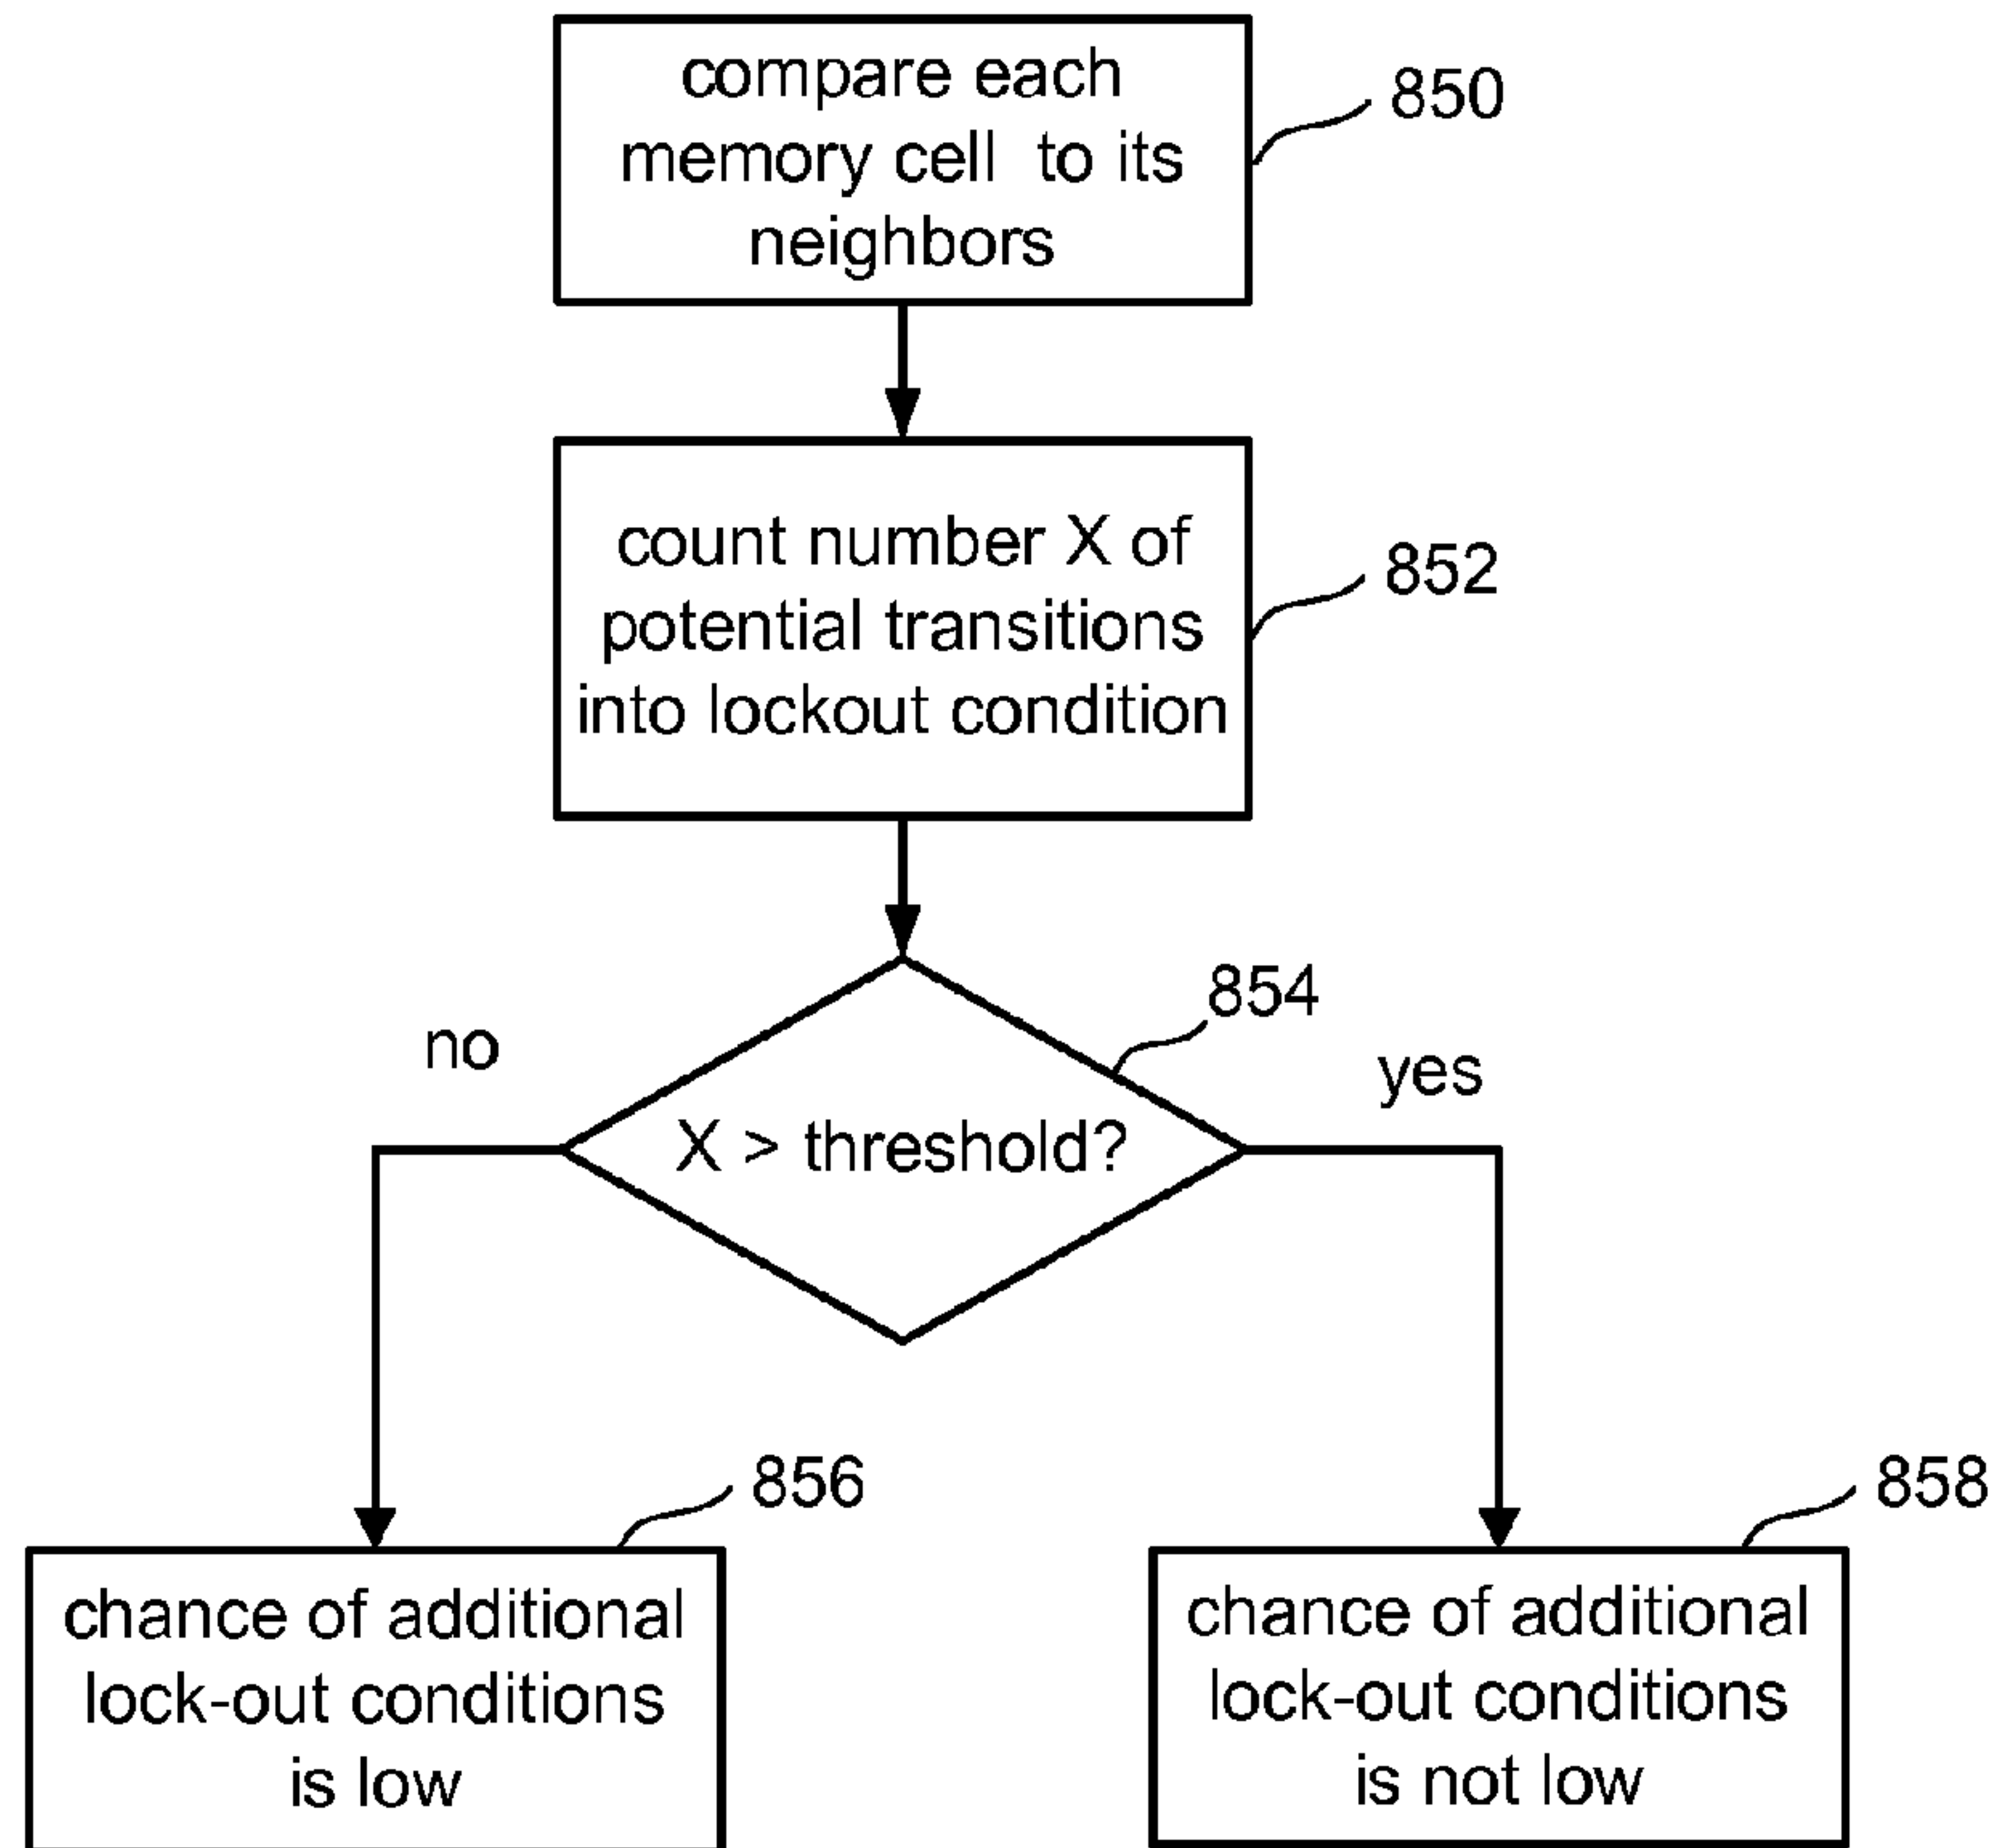 compare each
memory cell to its
neighbors
850
count number X of
potential transitions
into lockout condition
852
854
no
yes
X > threshold?
856
858
chance of additional
lock-out conditions
is low
chance of additional
lock-out conditions
is not low